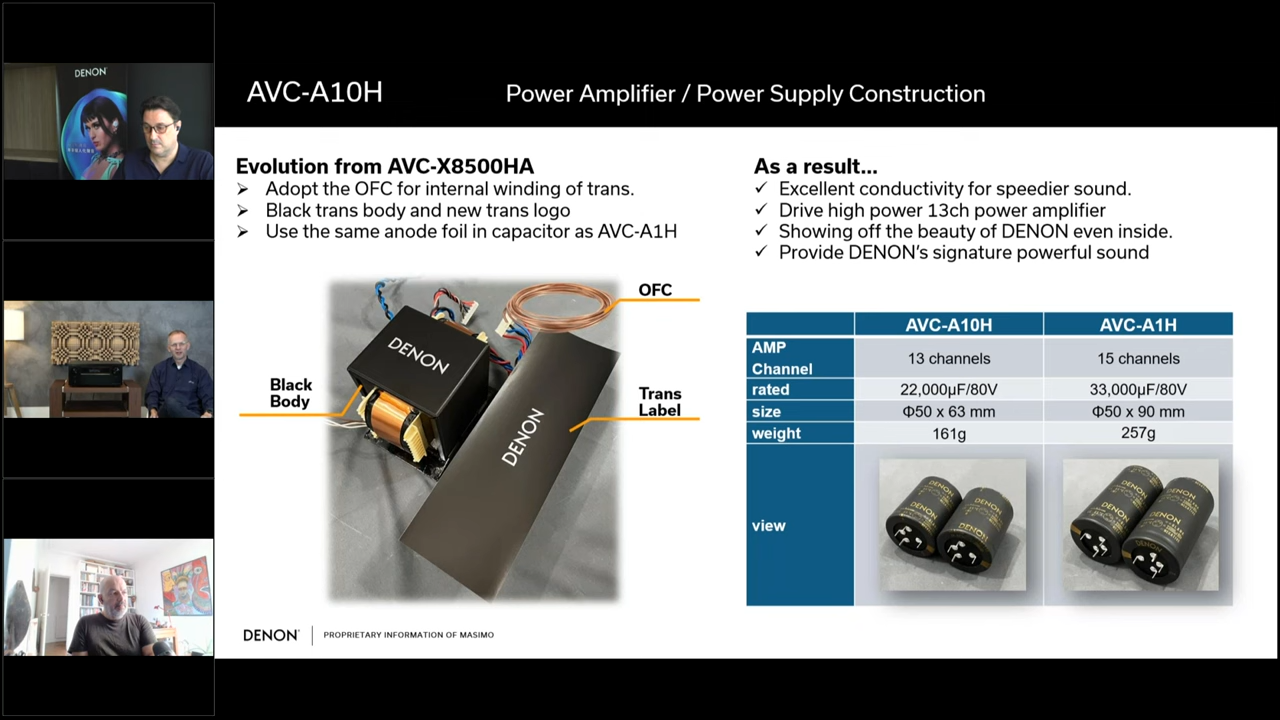 DENON
AVC-A10H
Power Amplifier / Power Supply Construction
Evolution from AVC-X8500HA
➢ Adopt the OFC for internal winding of trans.
➢ Black trans body and new trans logo
➢ Use the same anode foil in capacitor as AVC-A1H
As a result...
✓ Excellent conductivity for speedier sound.
✓ Drive high power 13ch power amplifier
✓ Showing off the beauty of DENON even inside.
✓ Provide DENON's signature powerful sound
OFC
Black
Body
Trans
Label
DENON
DENON
AVC-A10H AVC-A1H
AMP
Channel 13 channels 15 channels
rated 22,000μF/80V 33,000μF/80V
size Φ50 x 63 mm Φ50 x 90 mm
weight 161g 257g
view
DENON
DENON
DENON
DENON
DENON
DENON
DENON
DENON PROPRIETARY INFORMATION OF MASIMO